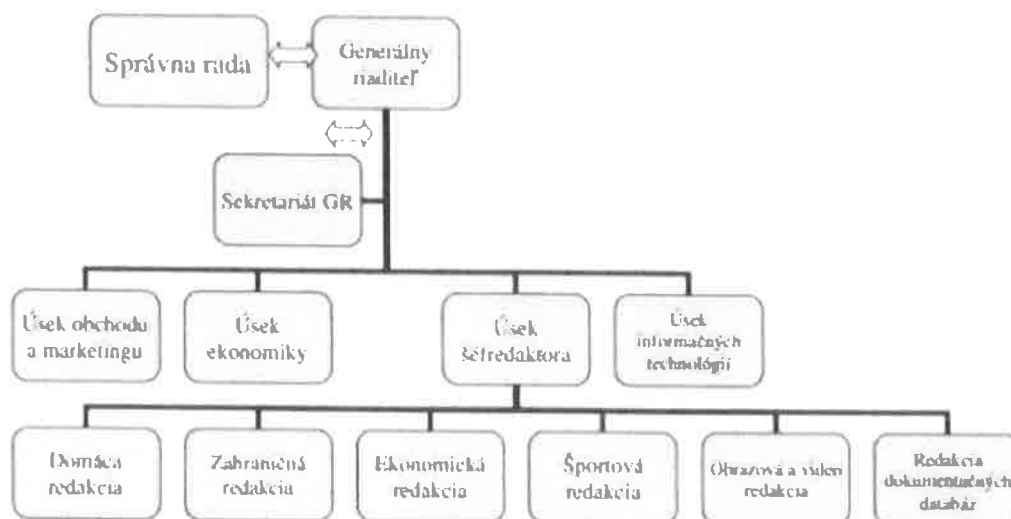 Správna rada
Generálny
riaditeľ
Sekretariát GR
Úsek obchodu
a marketingu
Úsek
ekonomiky
Úsek
šéfredaktora
Úsek
informačných
technológií
Domáca
redakcia
Zahraničná
redakcia
Ekonomická
redakcia
Športová
redakcia
Obrazová a video
redakcia
Redakcia
dokumentačných
databáz